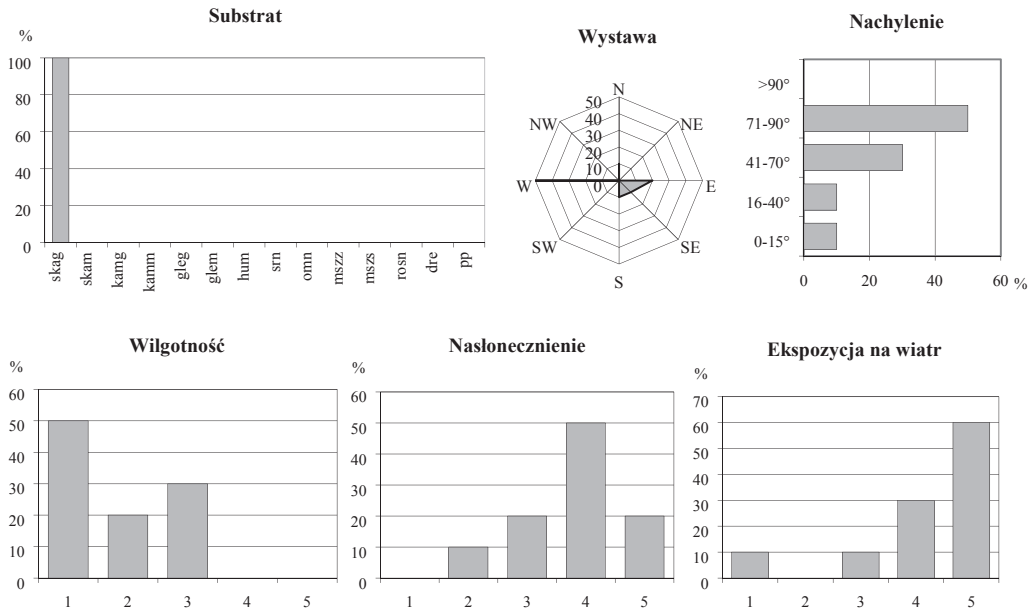 Substrat
%
100
80
60
40
20
0
skag
skam
kamg
kamm
gleg
glem
hum
srn
omn
mszz
mszs
rosn
dre
pp
Wystawa
N
NE
E
SE
S
SW
W
NW
50
40
30
20
10
0
Nachylenie
>90°
71-90°
41-70°
16-40°
0-15°
0 20 40 60 %
Wilgotność
%
60
50
40
30
20
10
0
1 2 3 4 5
Nasłonecznienie
%
60
50
40
30
20
10
0
1 2 3 4 5
Ekspozycja na wiatr
%
70
60
50
40
30
20
10
0
1 2 3 4 5